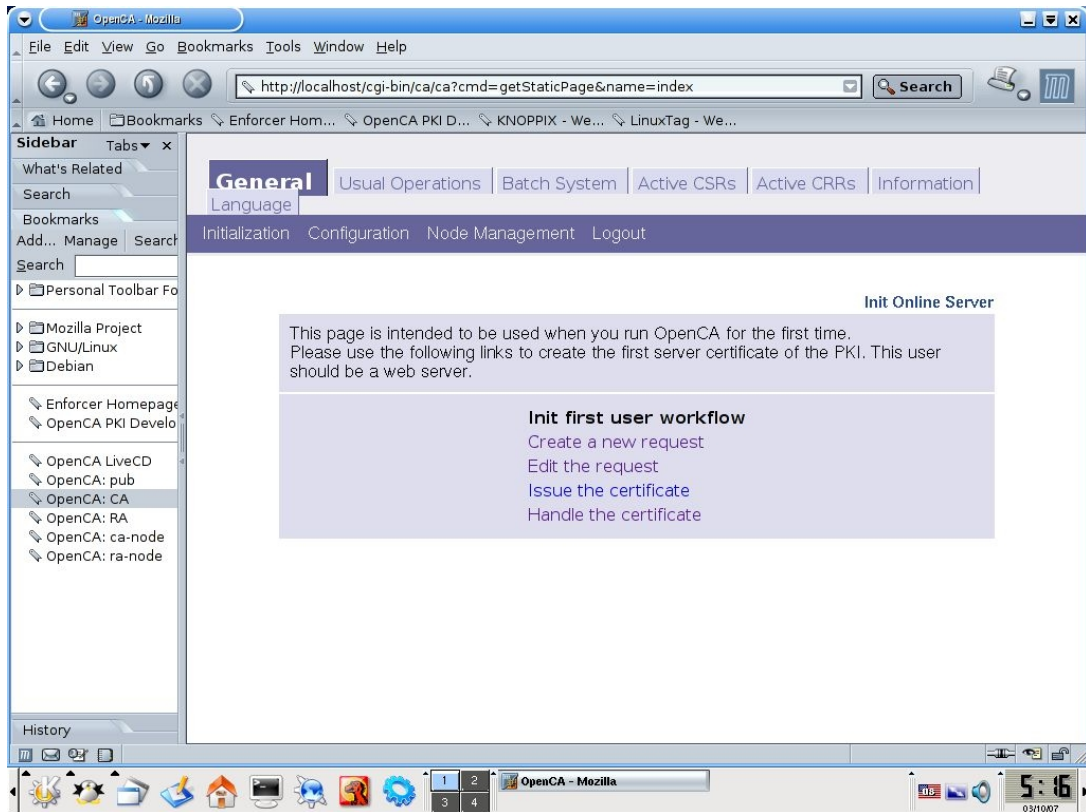 OpenCA - Mozilla
File Edit View Go Bookmarks Tools Window Help
http://localhost/cgi-bin/ca/ca?cmd=getStaticPage&name=index
Search
Home Bookmarks Enforcer Hom... OpenCA PKI D... KNOPPIX - We... LinuxTag - We...
Sidebar Tabs x
What's Related
Search
Bookmarks
Add... Manage Search
Search
Personal Toolbar Fo
Mozilla Project
GNU/Linux
Debian
Enforcer Homepage
OpenCA PKI Develo
OpenCA LiveCD
OpenCA: pub
OpenCA: CA
OpenCA: RA
OpenCA: ca-node
OpenCA: ra-node
History
General Usual Operations Batch System Active CSRs Active CRRs Information
Language
Initialization Configuration Node Management Logout
Init Online Server
This page is intended to be used when you run OpenCA for the first time.
Please use the following links to create the first server certificate of the PKI. This user
should be a web server.
Init first user workflow
Create a new request
Edit the request
Issue the certificate
Handle the certificate
1 2
3 4
OpenCA - Mozilla
us
5:16
03/10/07